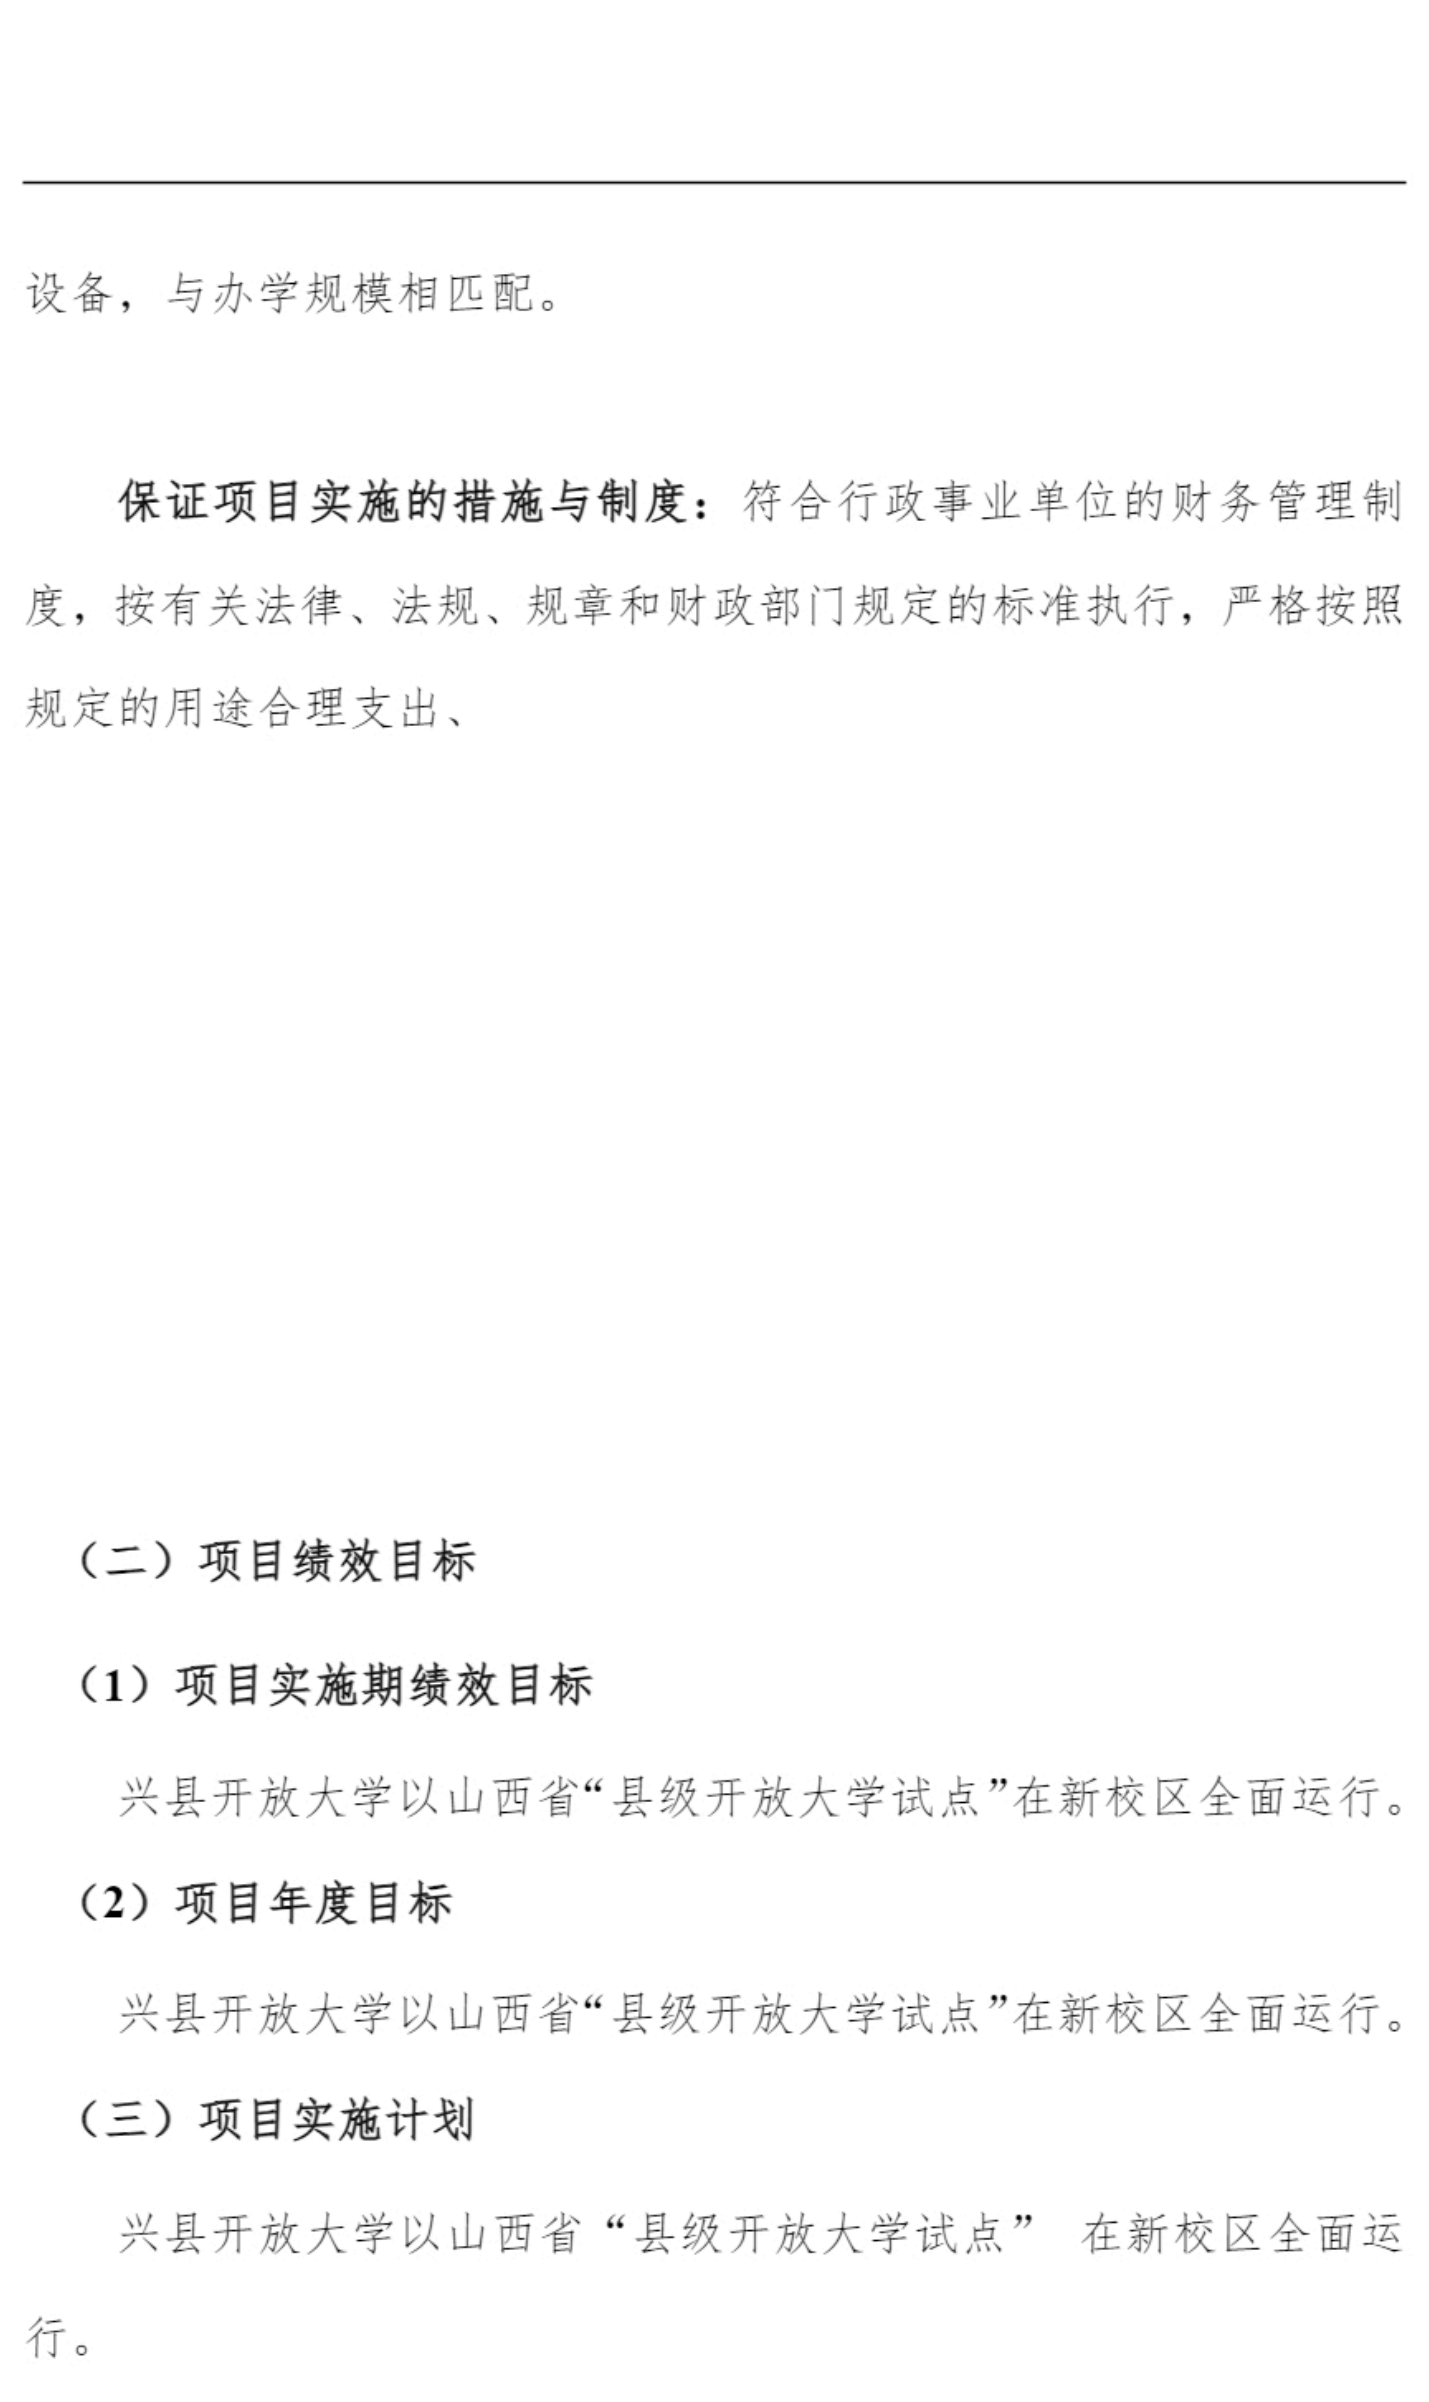 设备，与办学规模相匹配。
保证项目实施的措施与制度：符合行政事业单位的财务管理制
度，按有关法律、法规、规章和财政部门规定的标准执行，严格按照
规定的用途合理支出、
（二）项目绩效目标
（1）项目实施期绩效目标
兴县开放大学以山西省“县级开放大学试点”在新校区全面运行。
（2）项目年度目标
兴县开放大学以山西省“县级开放大学试点”在新校区全面运行。
（三）项目实施计划
兴县开放大学以山西省“县级开放大学试点” 在新校区全面运
行。